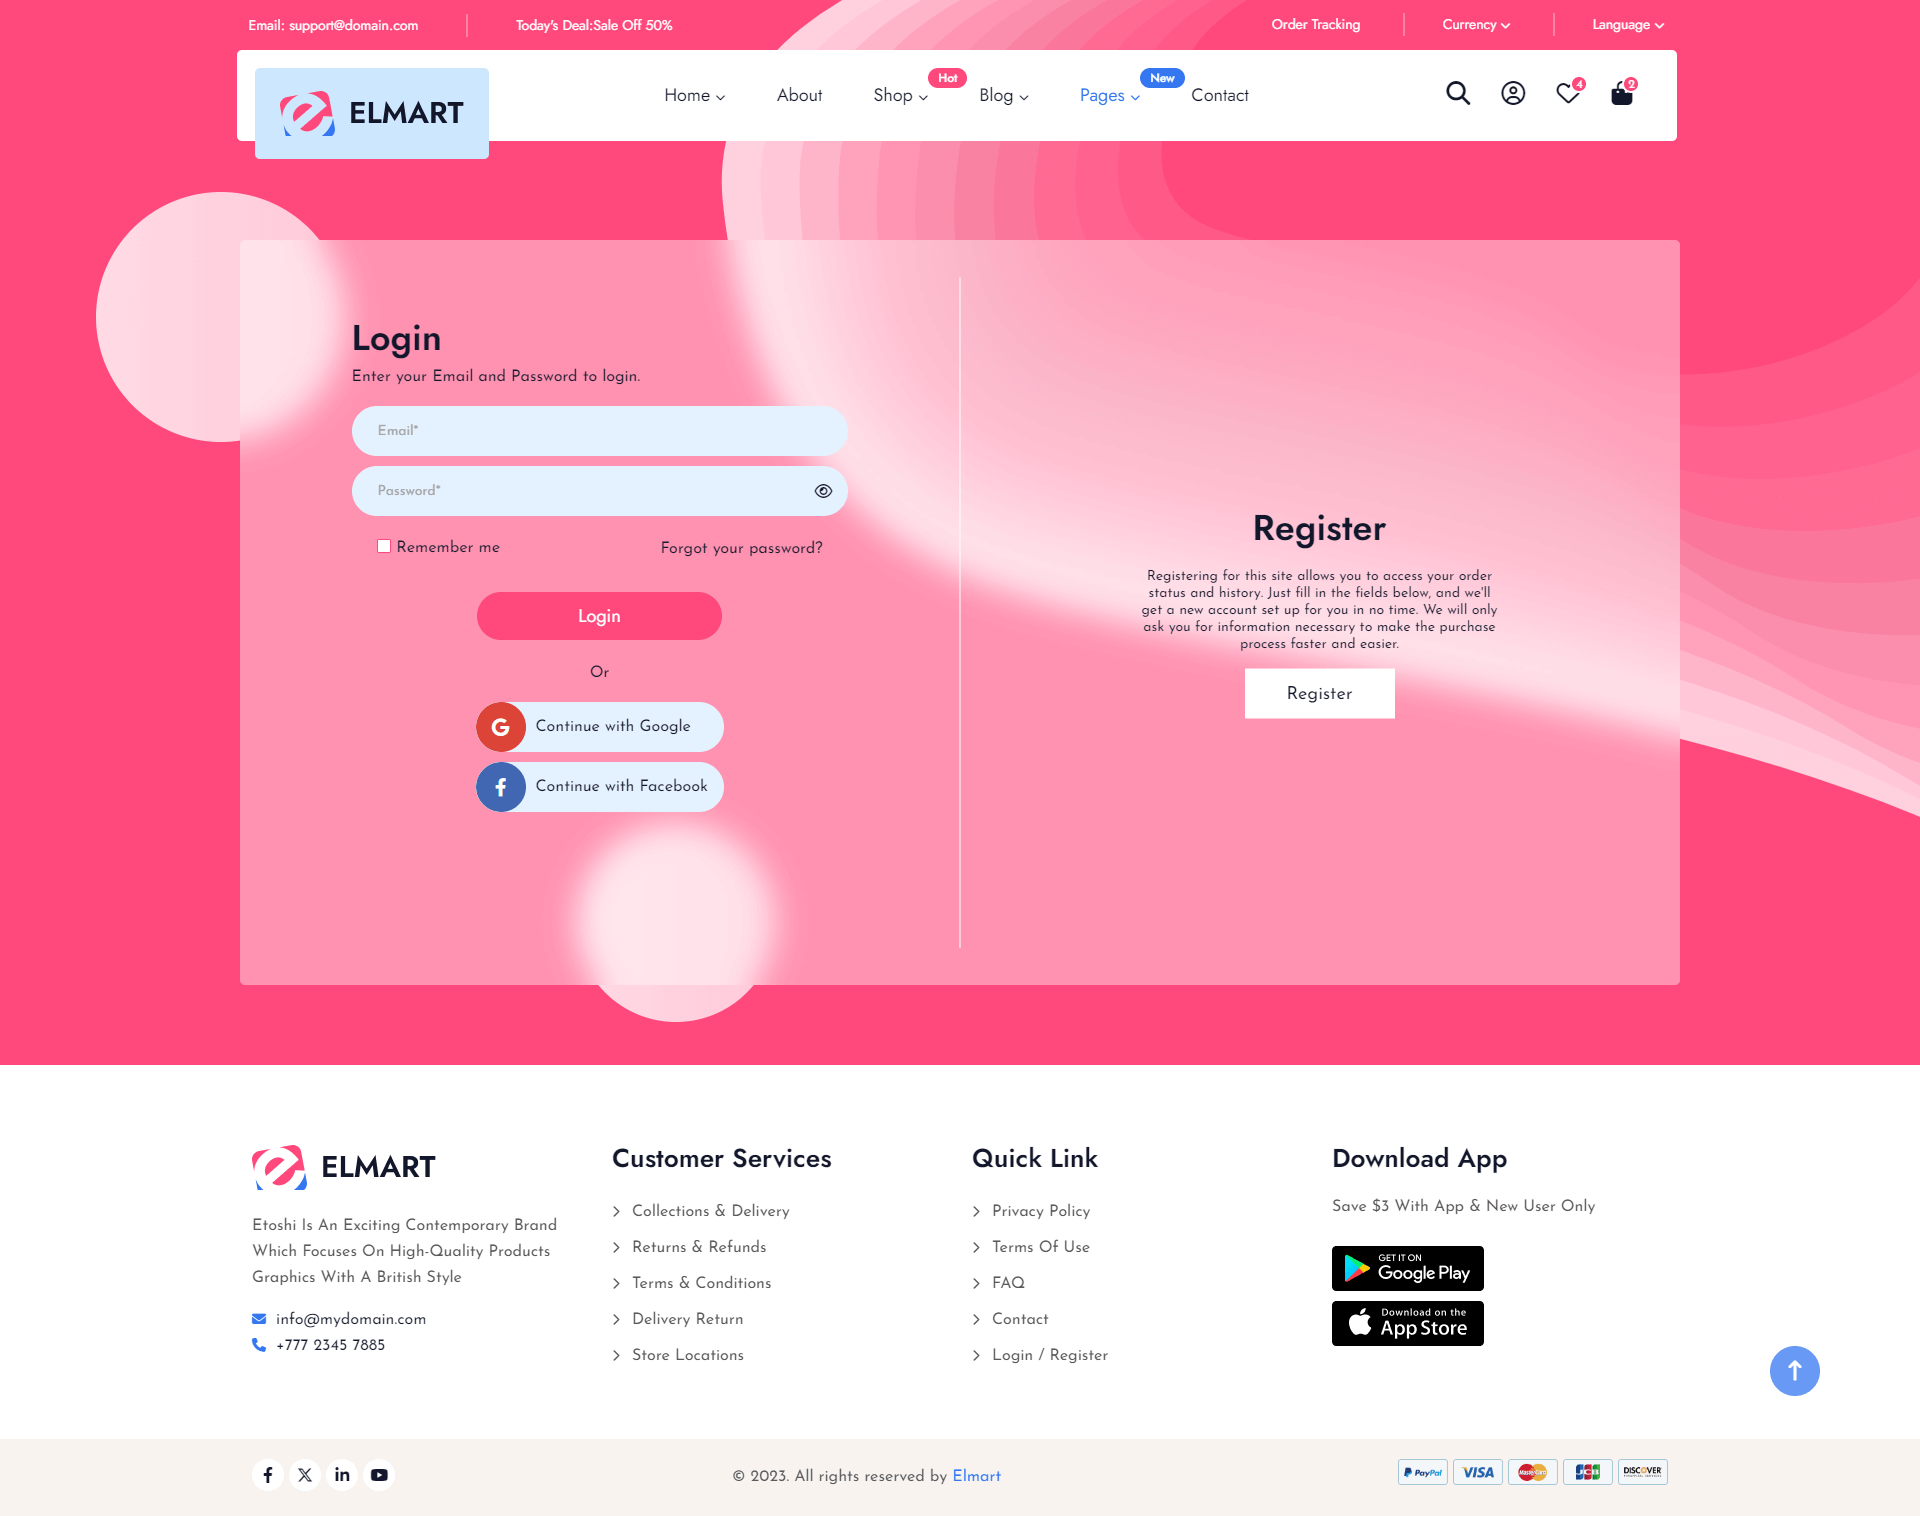 Email: support@domain.com
Today's Deal:Sale Off 50%
Order Tracking
Currency
Language
ELMART
Home
About
Shop
Hot
Blog
Pages
New
Contact
4
2
Login
Enter your Email and Password to login.
Email*
Password*
Remember me
Forgot your password?
Login
Or
G
Continue with Google
f
Continue with Facebook
Register
Registering for this site allows you to access your order
status and history. Just fill in the fields below, and we'll
get a new account set up for you in no time. We will only
ask you for information necessary to make the purchase
process faster and easier.
Register
ELMART
Etoshi Is An Exciting Contemporary Brand
Which Focuses On High-Quality Products
Graphics With A British Style
info@mydomain.com
+777 2345 7885
Customer Services
Collections & Delivery
Returns & Refunds
Terms & Conditions
Delivery Return
Store Locations
Quick Link
Privacy Policy
Terms Of Use
FAQ
Contact
Login / Register
Download App
Save $3 With App & New User Only
GET IT ON
Google Play
Download on the
App Store
© 2023. All rights reserved by Elmart
PayPal
VISA
MasterCard
JCB
DISCOVER